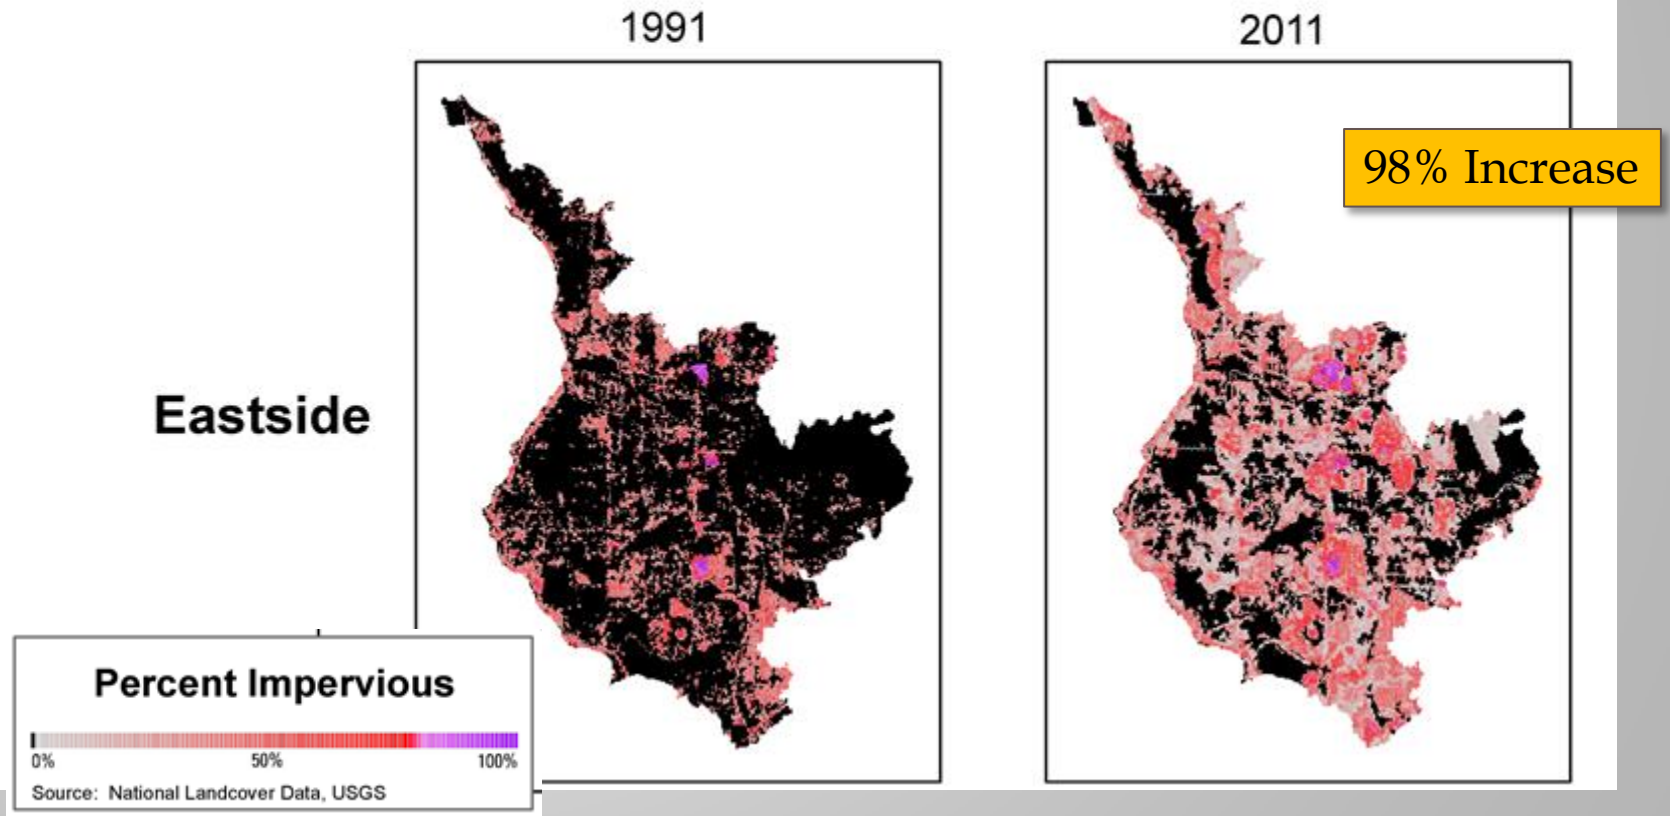 1991
2011
98% Increase
Eastside
Percent Impervious
0% 50% 100%
Source: National Landcover Data, USGS